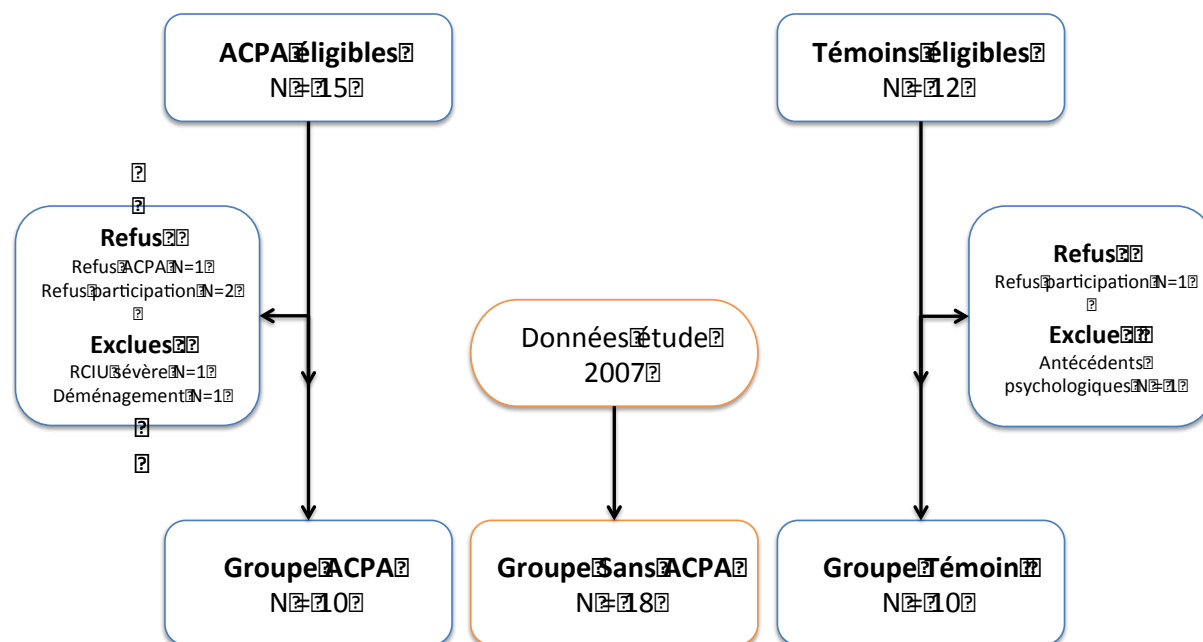 ACPA éligibles
N = 15
Témoins éligibles
N = 12
Refus
Refus ACPA N=1
Refus participation N=2
Exclues
RCIU sévère N=1
Déménagement N=1
Données étude
2007
Refus
Refus participation N=1
Exclue
Antécédents
psychologiques N = 1
Groupe ACPA
N = 10
Groupe Sans ACPA
N = 18
Groupe Témoin
N = 10